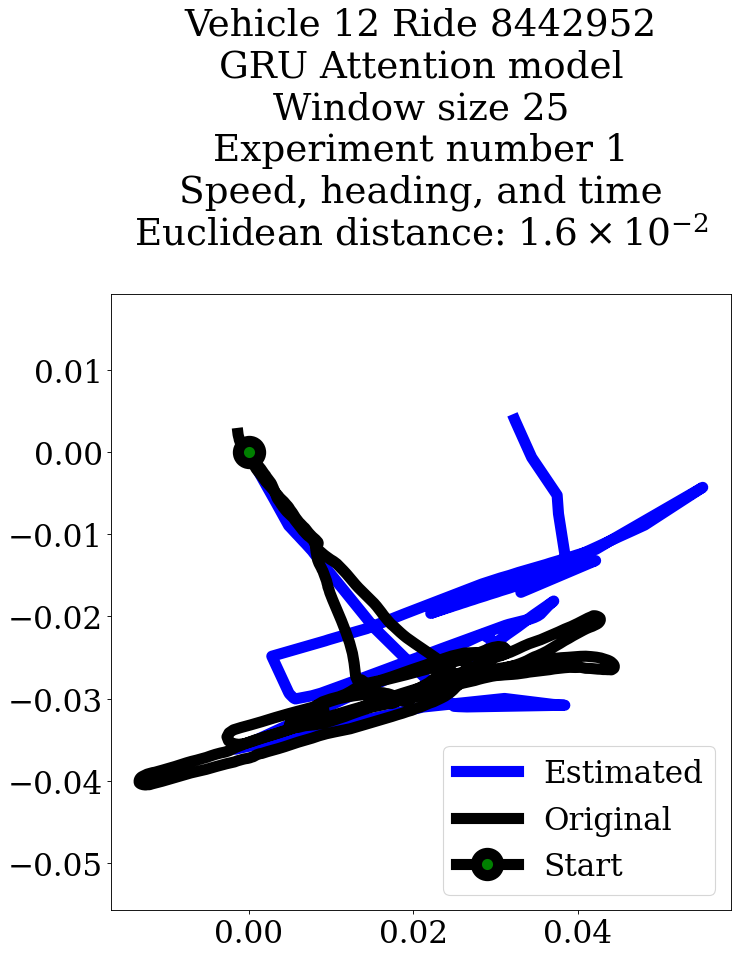 Vehicle 12 Ride 8442952
GRU Attention model
Window size 25
Experiment number 1
Speed, heading, and time
Euclidean distance: 1.6 × 10⁻²
0.01
0.00
−0.01
−0.02
−0.03
−0.04
−0.05
Estimated
Original
Start
0.00 0.02 0.04